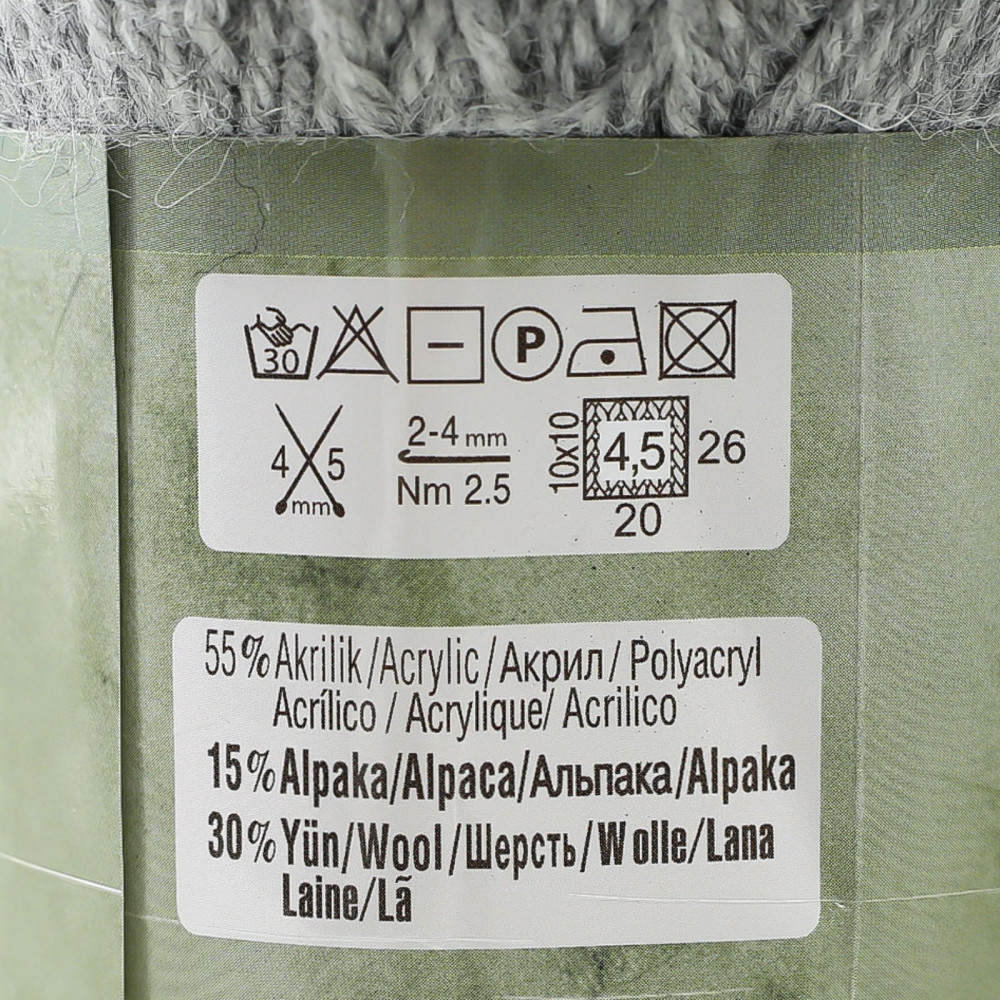 30
P
4 5
mm
2-4 mm
Nm 2.5
10x10
4,5
26
20
55% Akrilik/Acrylic/Акрил/Polyacryl
Acrílico / Acrylique/ Acrilico
15% Alpaka/Alpaca/Альпака/Alpaka
30% Yün/Wool/Шерсть/Wolle/Lana
Laine/Lã